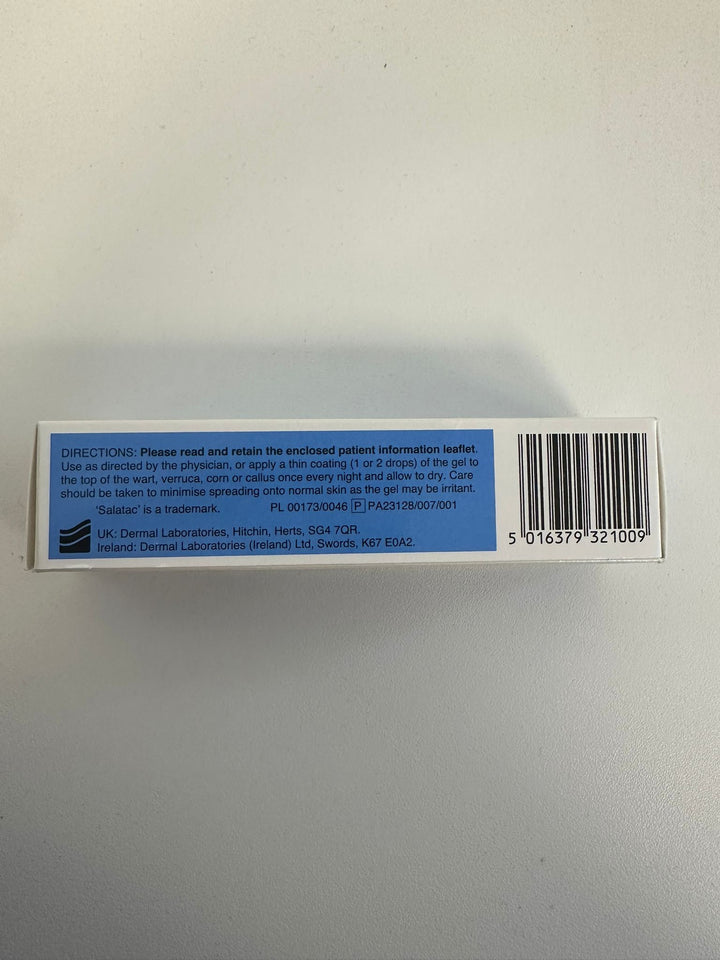 DIRECTIONS: Please read and retain the enclosed patient information leaflet.
Use as directed by the physician, or apply a thin coating (1 or 2 drops) of the gel to
the top of the wart, verruca, corn or callus once every night and allow to dry. Care
should be taken to minimise spreading onto normal skin as the gel may be irritant.
'Salatac' is a trademark. PL 00173/0046 P PA23128/007/001
UK: Dermal Laboratories, Hitchin, Herts, SG4 7QR.
Ireland: Dermal Laboratories (Ireland) Ltd, Swords, K67 E0A2.
5 016379 321009